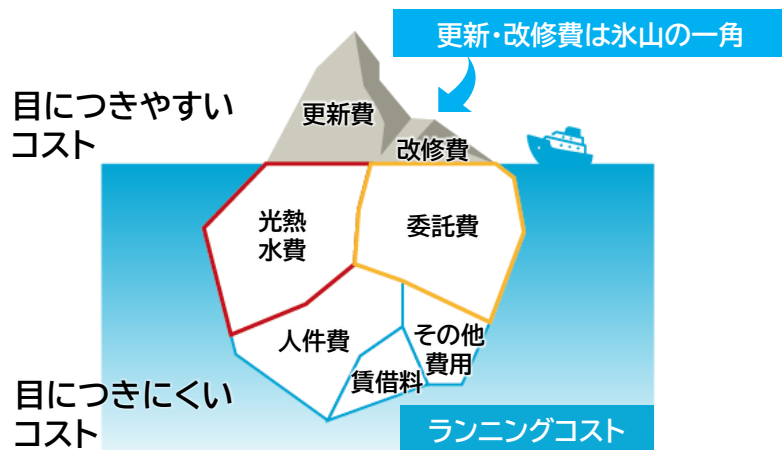 更新・改修費は氷山の一角
目につきやすい
コスト
更新費
改修費
光熱
水費
委託費
人件費
その他
費用
賃借料
目につきにくい
コスト
ランニングコスト